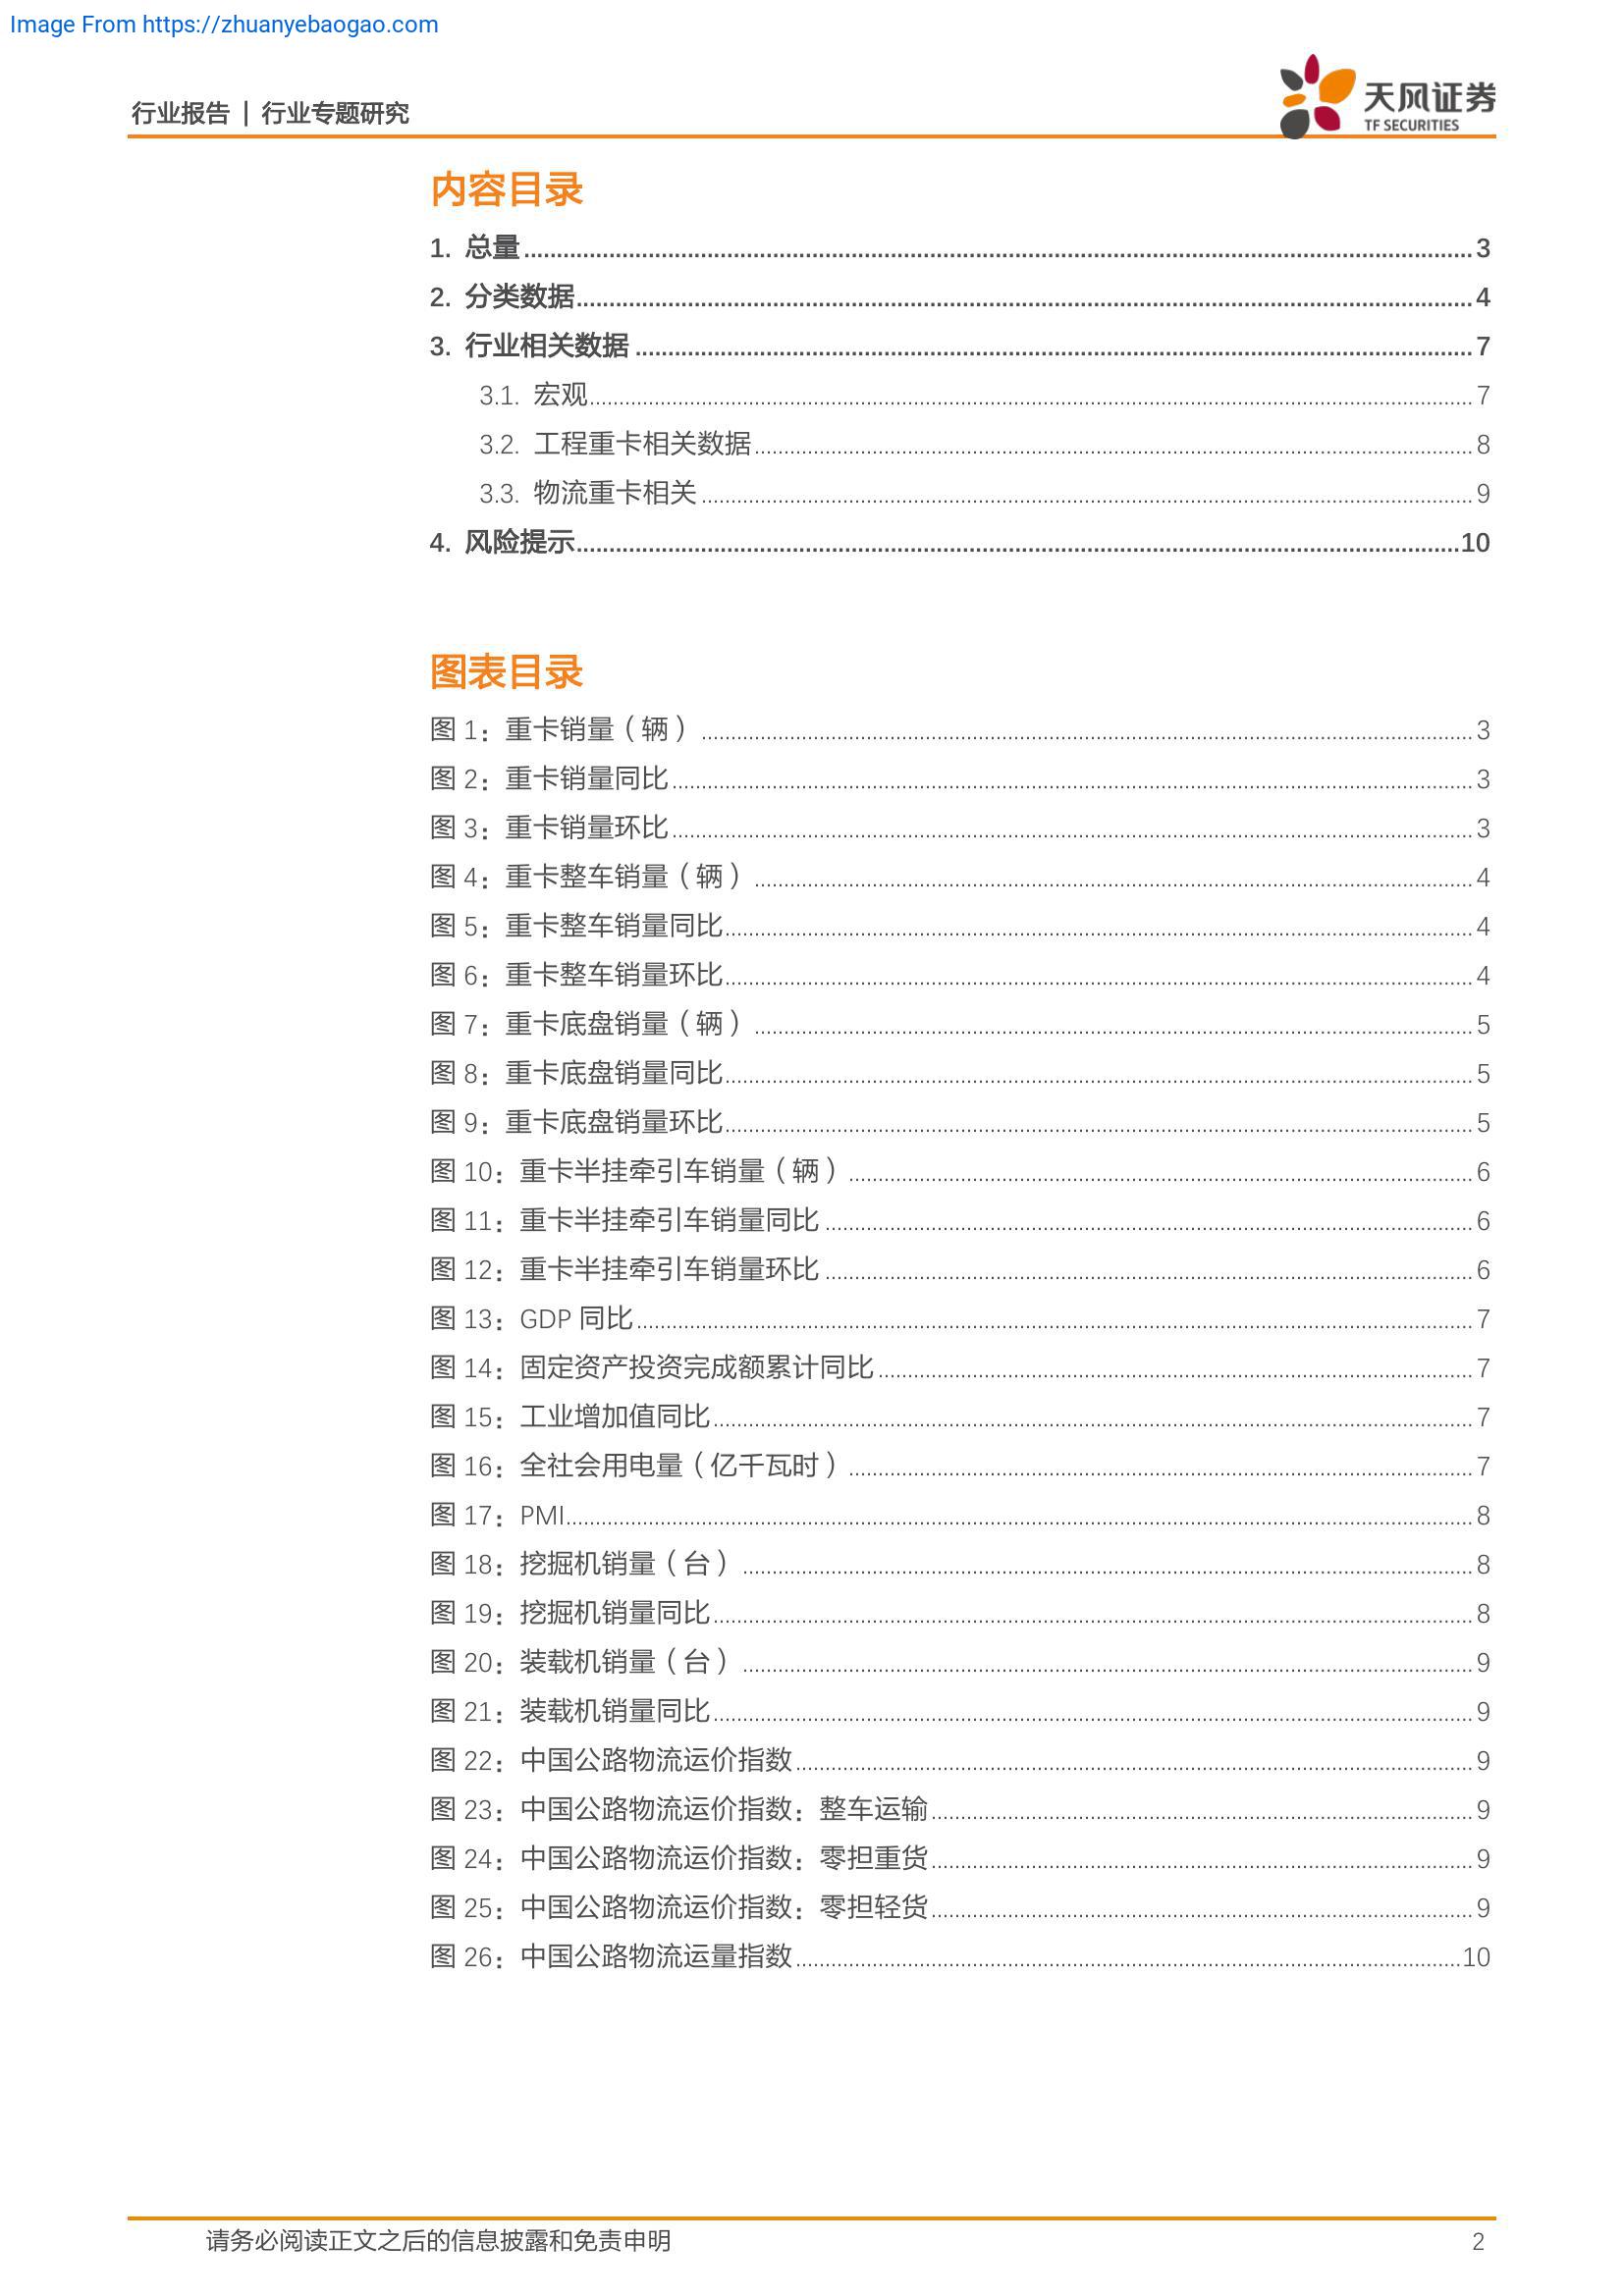 Image From https://zhuanyebaogao.com
行业报告 | 行业专题研究
天风证券
TF SECURITIES
内容目录
1. 总量 3
2. 分类数据 4
3. 行业相关数据 7
3.1. 宏观 7
3.2. 工程重卡相关数据 8
3.3. 物流重卡相关 9
4. 风险提示 10
图表目录
图 1：重卡销量（辆） 3
图 2：重卡销量同比 3
图 3：重卡销量环比 3
图 4：重卡整车销量（辆） 4
图 5：重卡整车销量同比 4
图 6：重卡整车销量环比 4
图 7：重卡底盘销量（辆） 5
图 8：重卡底盘销量同比 5
图 9：重卡底盘销量环比 5
图 10：重卡半挂牵引车销量（辆） 6
图 11：重卡半挂牵引车销量同比 6
图 12：重卡半挂牵引车销量环比 6
图 13：GDP 同比 7
图 14：固定资产投资完成额累计同比 7
图 15：工业增加值同比 7
图 16：全社会用电量（亿千瓦时） 7
图 17：PMI 8
图 18：挖掘机销量（台） 8
图 19：挖掘机销量同比 8
图 20：装载机销量（台） 9
图 21：装载机销量同比 9
图 22：中国公路物流运价指数 9
图 23：中国公路物流运价指数：整车运输 9
图 24：中国公路物流运价指数：零担重货 9
图 25：中国公路物流运价指数：零担轻货 9
图 26：中国公路物流运量指数 10
请务必阅读正文之后的信息披露和免责申明 2